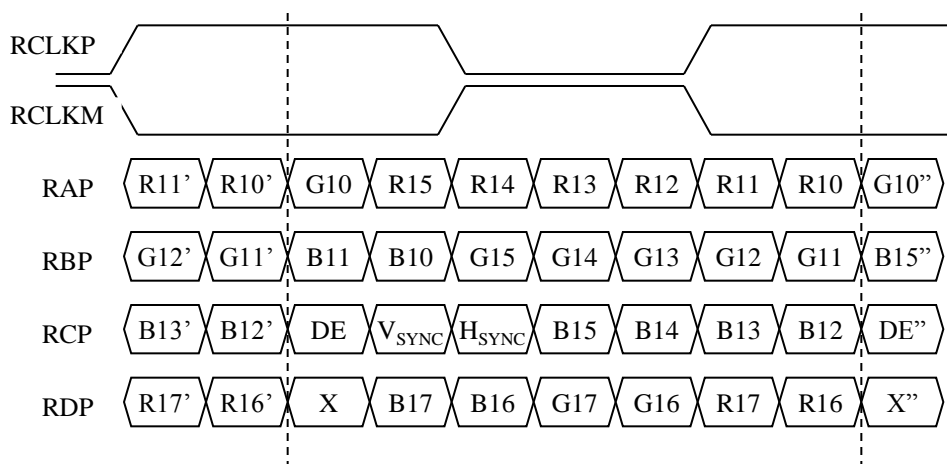 RCLKP
RCLKM
RAP R11’ R10’ G10 R15 R14 R13 R12 R11 R10 G10”
RBP G12’ G11’ B11 B10 G15 G14 G13 G12 G11 B15”
RCP B13’ B12’ DE VSYNC HSYNC B15 B14 B13 B12 DE”
RDP R17’ R16’ X B17 B16 G17 G16 R17 R16 X”